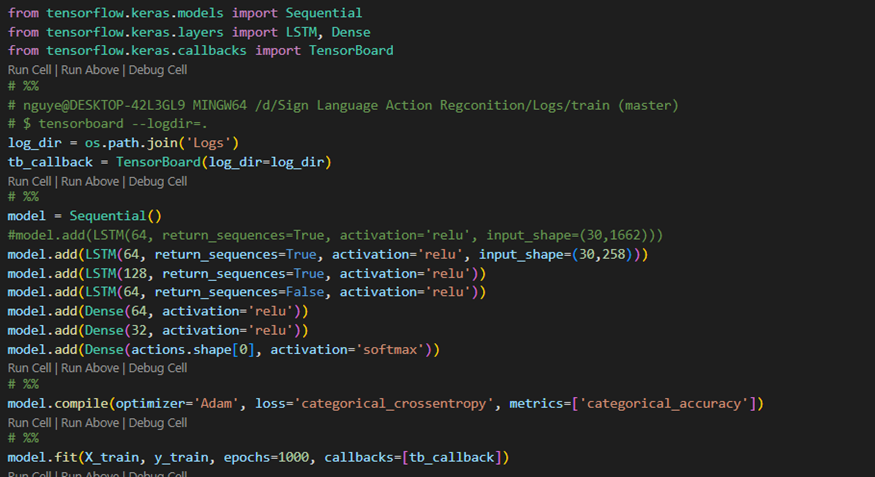 from tensorflow.keras.models import Sequential
from tensorflow.keras.layers import LSTM, Dense
from tensorflow.keras.callbacks import TensorBoard
Run Cell | Run Above | Debug Cell
# %%
# nguye@DESKTOP-42L3GL9 MINGW64 /d/Sign Language Action Regconition/Logs/train (master)
# $ tensorboard --logdir=.
log_dir = os.path.join('Logs')
tb_callback = TensorBoard(log_dir=log_dir)
Run Cell | Run Above | Debug Cell
# %%
model = Sequential()
#model.add(LSTM(64, return_sequences=True, activation='relu', input_shape=(30,1662)))
model.add(LSTM(64, return_sequences=True, activation='relu', input_shape=(30,258)))
model.add(LSTM(128, return_sequences=True, activation='relu'))
model.add(LSTM(64, return_sequences=False, activation='relu'))
model.add(Dense(64, activation='relu'))
model.add(Dense(32, activation='relu'))
model.add(Dense(actions.shape[0], activation='softmax'))
Run Cell | Run Above | Debug Cell
# %%
model.compile(optimizer='Adam', loss='categorical_crossentropy', metrics=['categorical_accuracy'])
Run Cell | Run Above | Debug Cell
# %%
model.fit(X_train, y_train, epochs=1000, callbacks=[tb_callback])
Run Cell | Run Above | Debug Cell